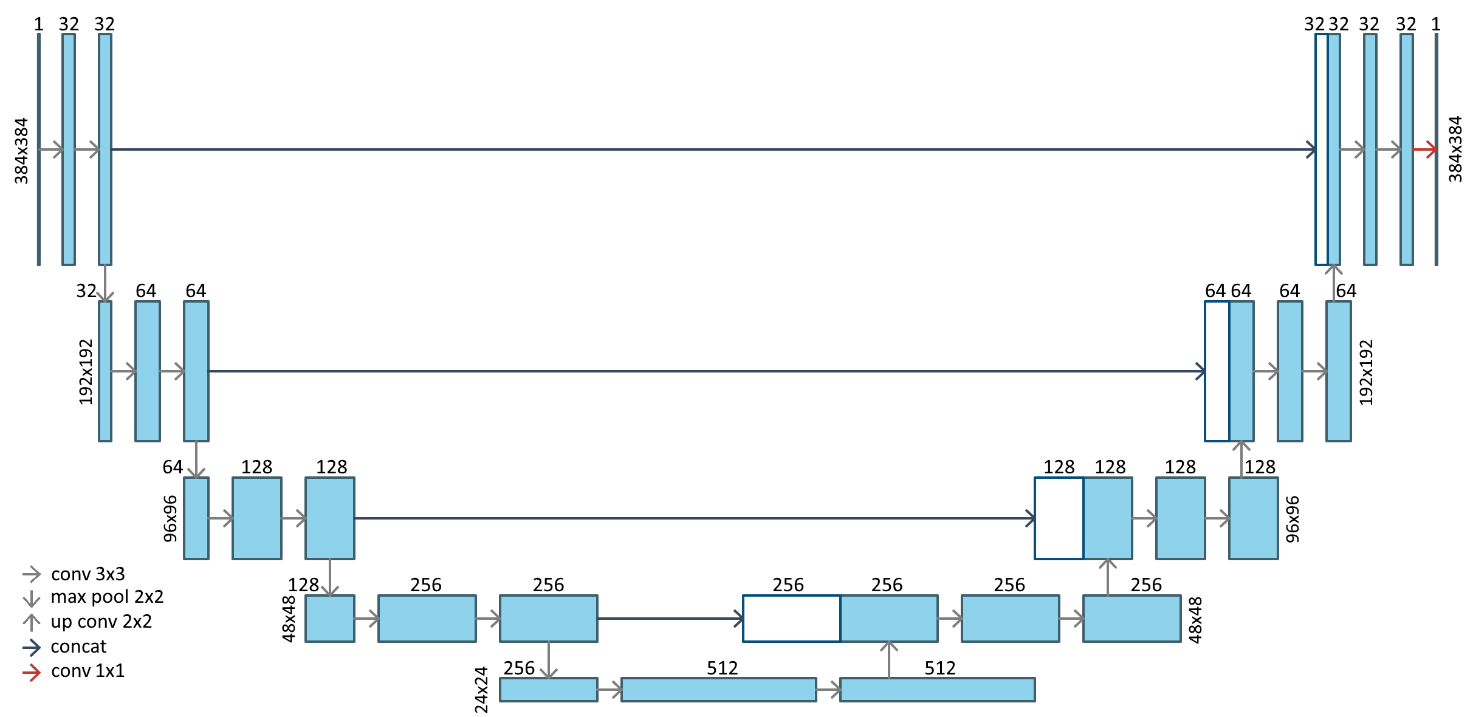 1 32 32
384x384
32 32 32 32 1
384x384
32 64 64
192x192
64 64 64 64
192x192
64 128 128
96x96
128 128 128 128
96x96
128 256 256
48x48
256 256 256 256
48x48
256 512 512
24x24
conv 3x3
max pool 2x2
up conv 2x2
concat
conv 1x1